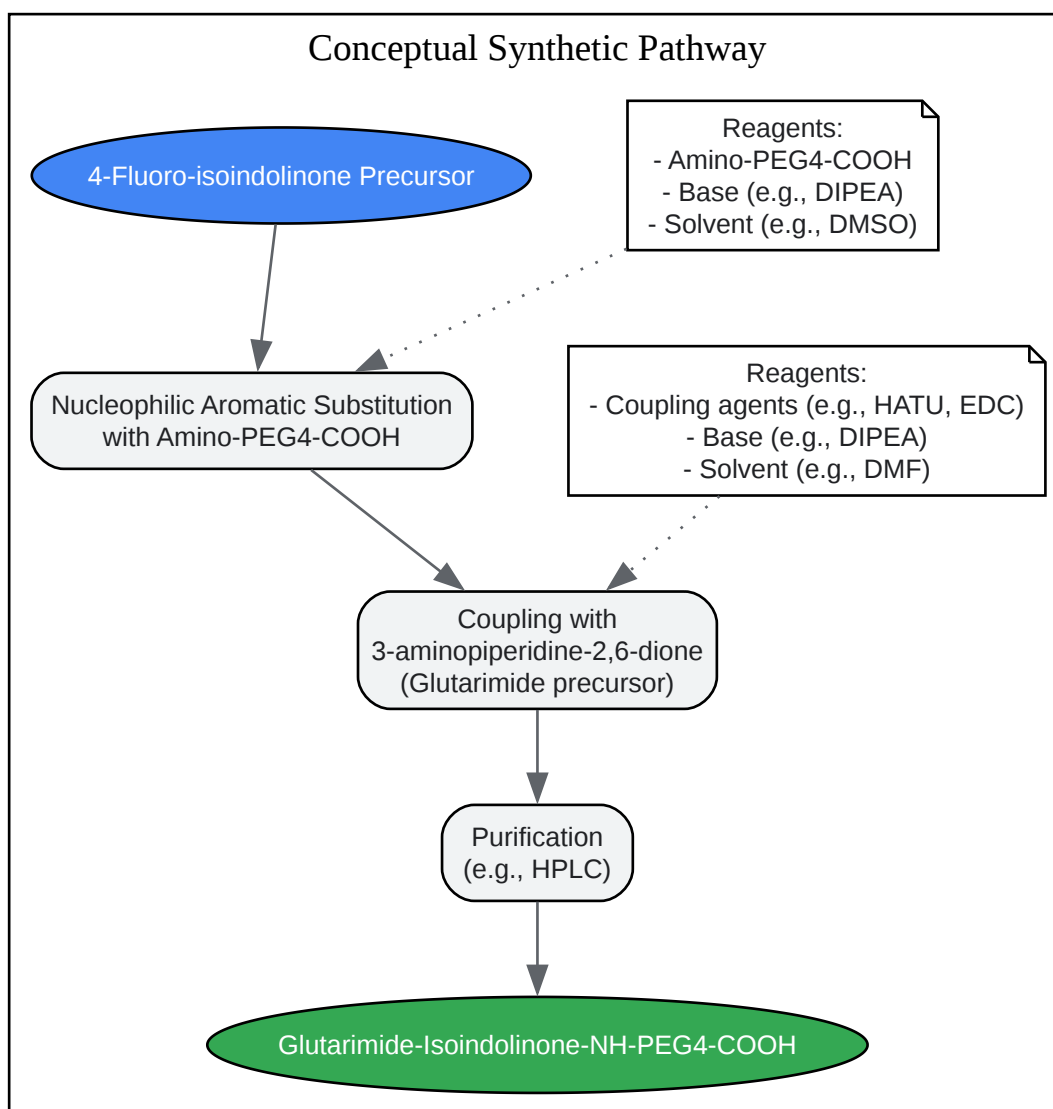 Conceptual Synthetic Pathway
4-Fluoro-isoindolinone Precursor
Reagents:
- Amino-PEG4-COOH
- Base (e.g., DIPEA)
- Solvent (e.g., DMSO)
Nucleophilic Aromatic Substitution
with Amino-PEG4-COOH
Reagents:
- Coupling agents (e.g., HATU, EDC)
- Base (e.g., DIPEA)
- Solvent (e.g., DMF)
Coupling with
3-aminopiperidine-2,6-dione
(Glutarimide precursor)
Purification
(e.g., HPLC)
Glutarimide-Isoindolinone-NH-PEG4-COOH